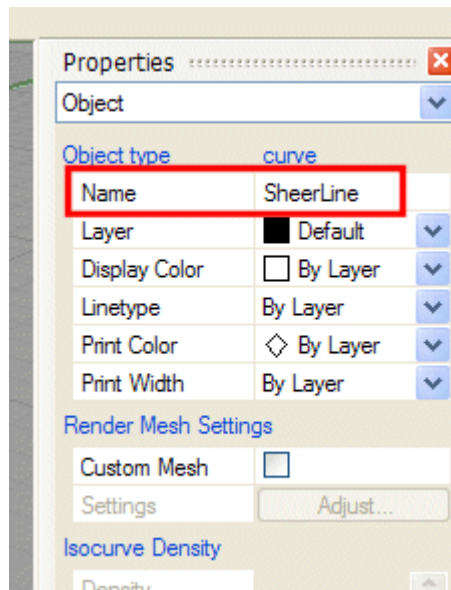 Properties
Object
Object type curve
Name SheerLine
Layer Default
Display Color By Layer
Linetype By Layer
Print Color By Layer
Print Width By Layer
Render Mesh Settings
Custom Mesh
Settings Adjust...
Isocurve Density
Density